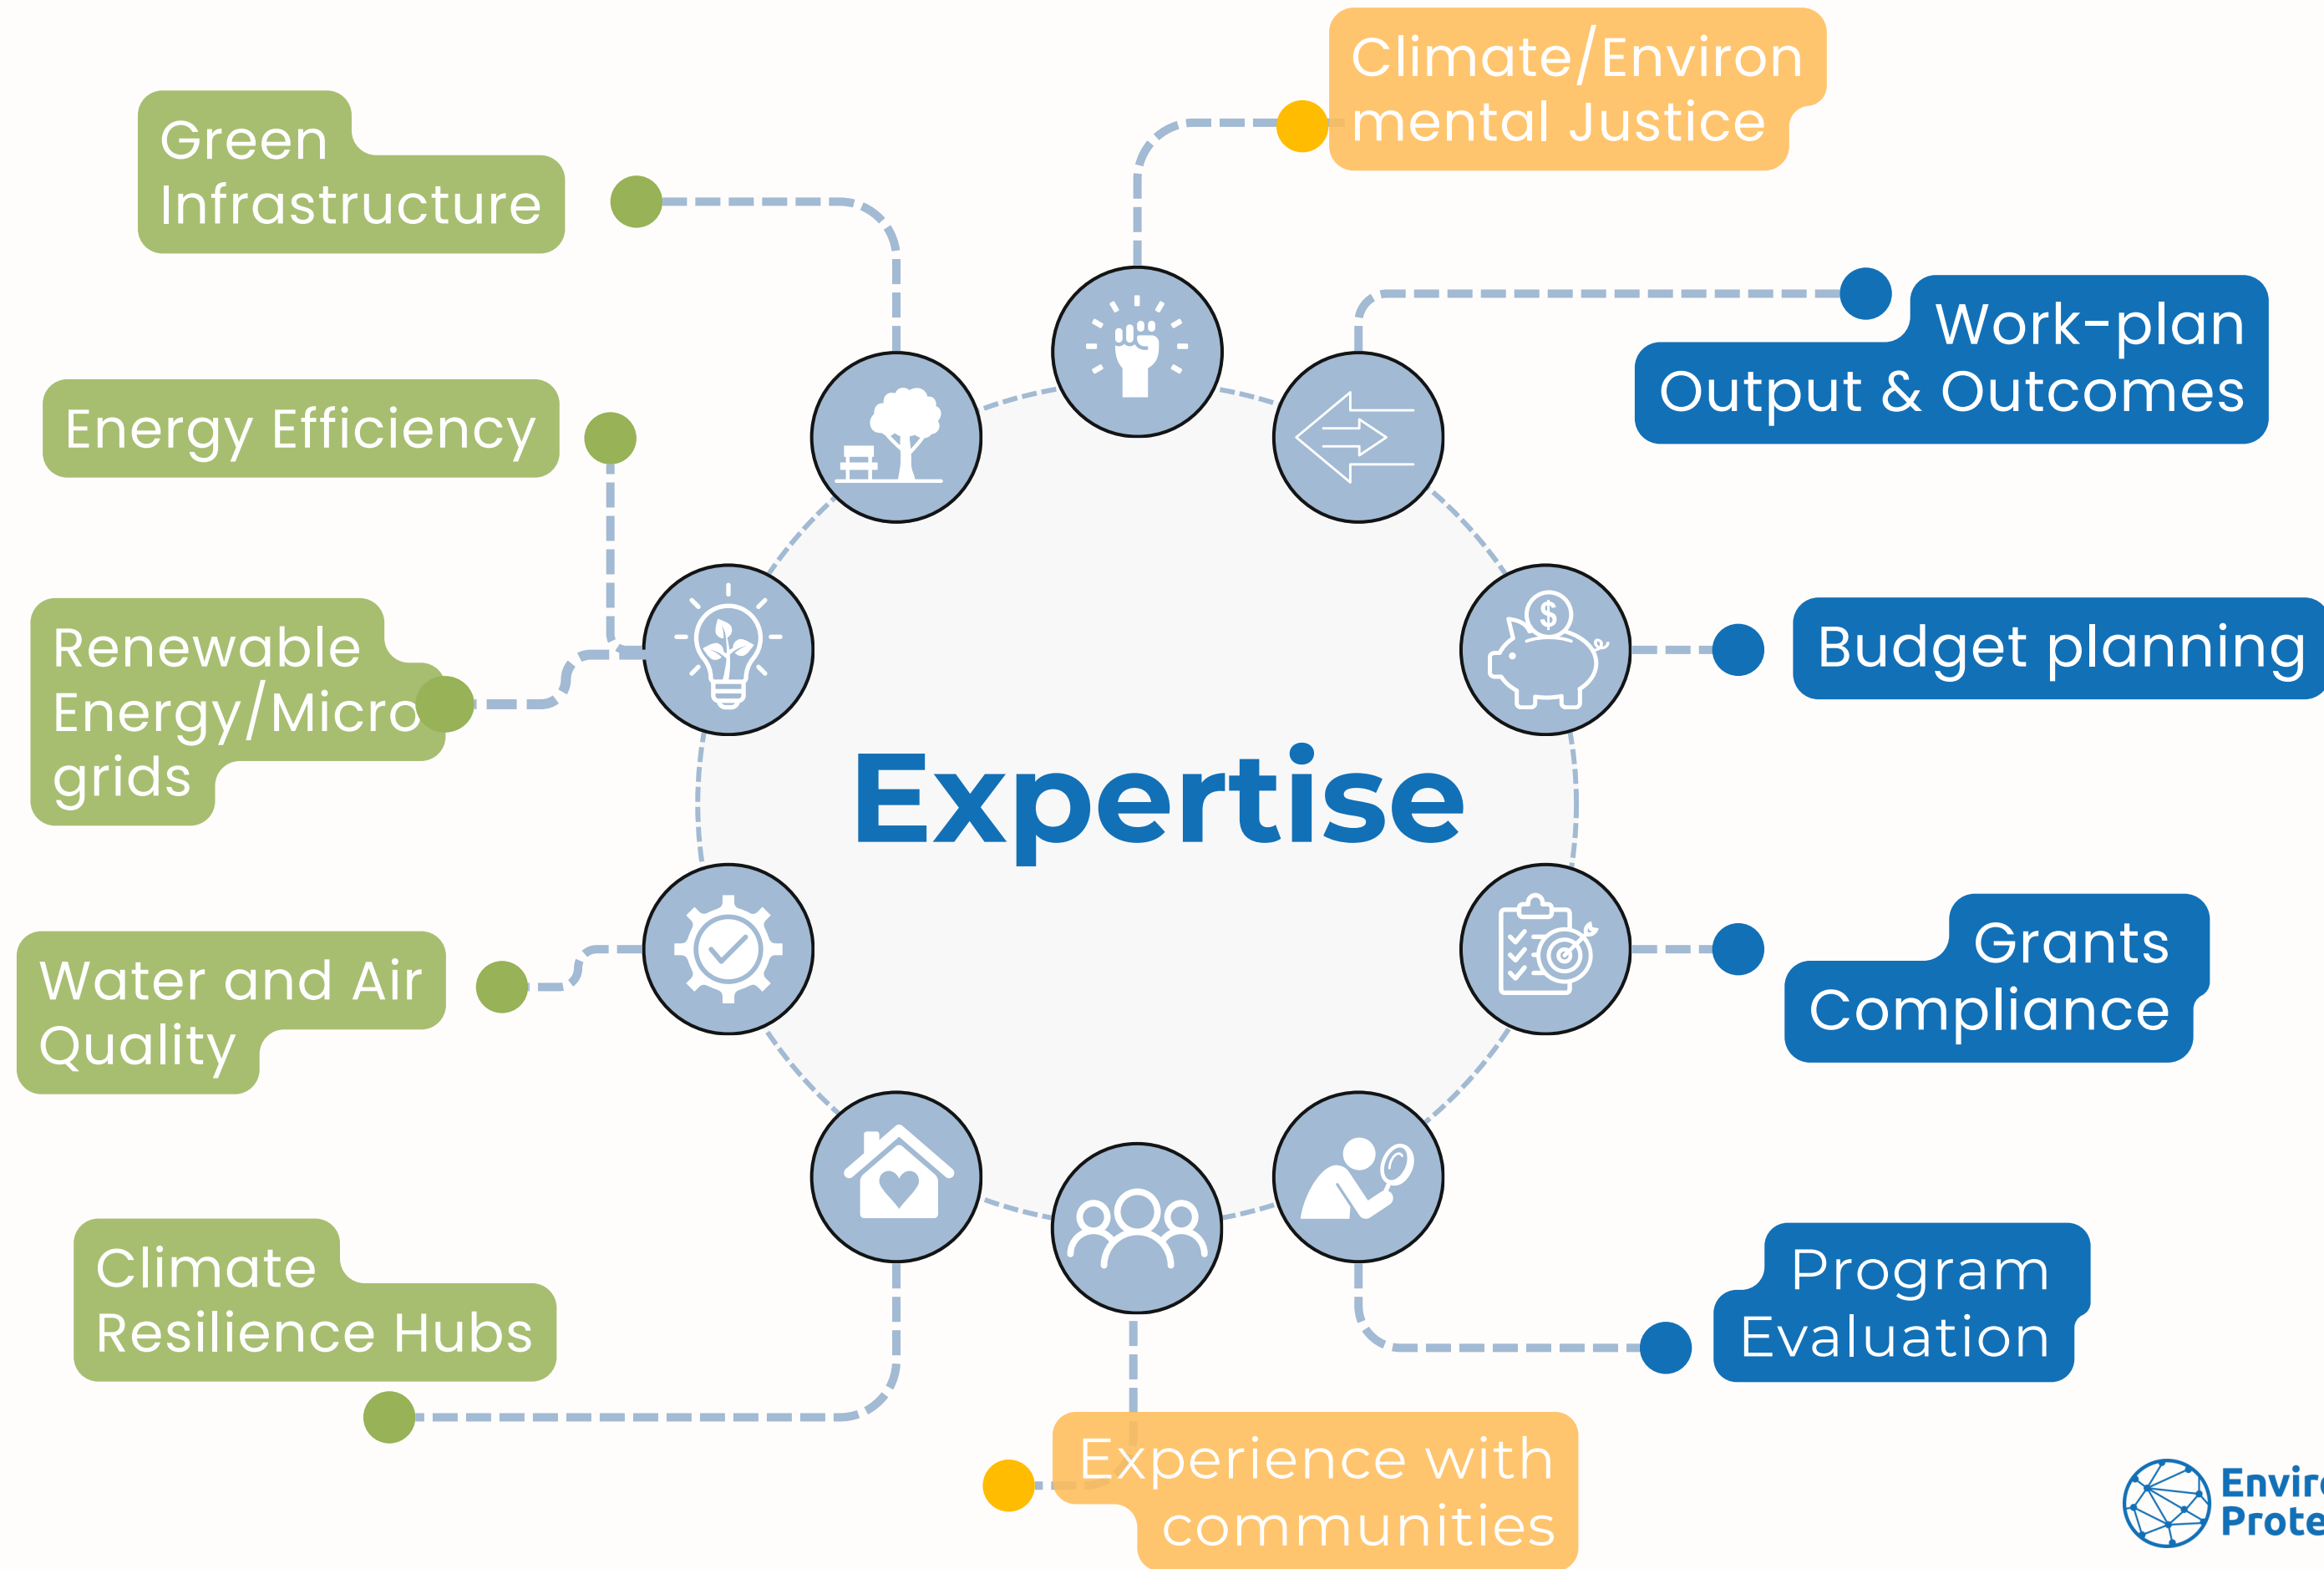 Climate/Environ
mental Justice
Green
Infrastructure
Work-plan
Output & Outcomes
Energy Efficiency
Renewable
Energy/Micro
grids
Budget planning
Expertise
$
Water and Air
Quality
Grants
Compliance
Climate
Resilience Hubs
Program
Evaluation
Experience with
communities